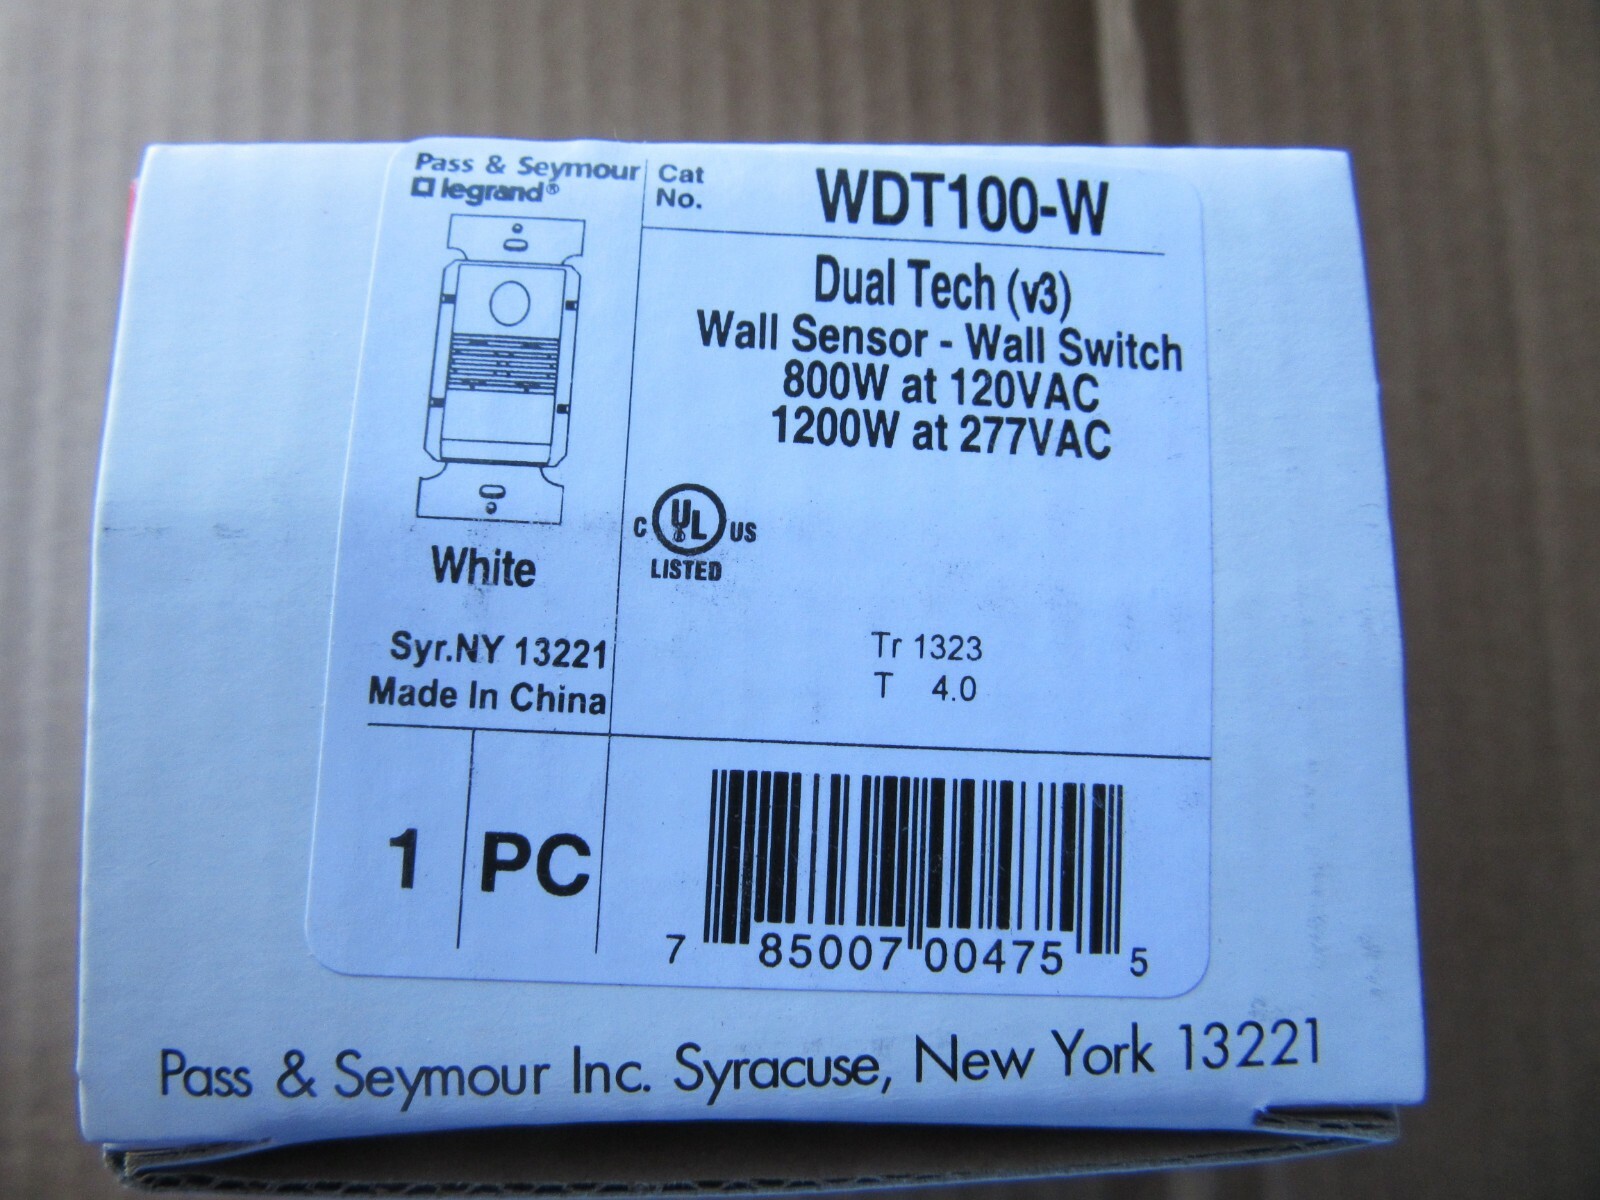 Pass & Seymour
legrand®
Cat
No.
WDT100-W
Dual Tech (v3)
Wall Sensor - Wall Switch
800W at 120VAC
1200W at 277VAC
White
C UL US
LISTED
Syr.NY 13221
Made In China
Tr 1323
T 4.0
1 PC
7 85007 00475 5
Pass & Seymour Inc. Syracuse, New York 13221